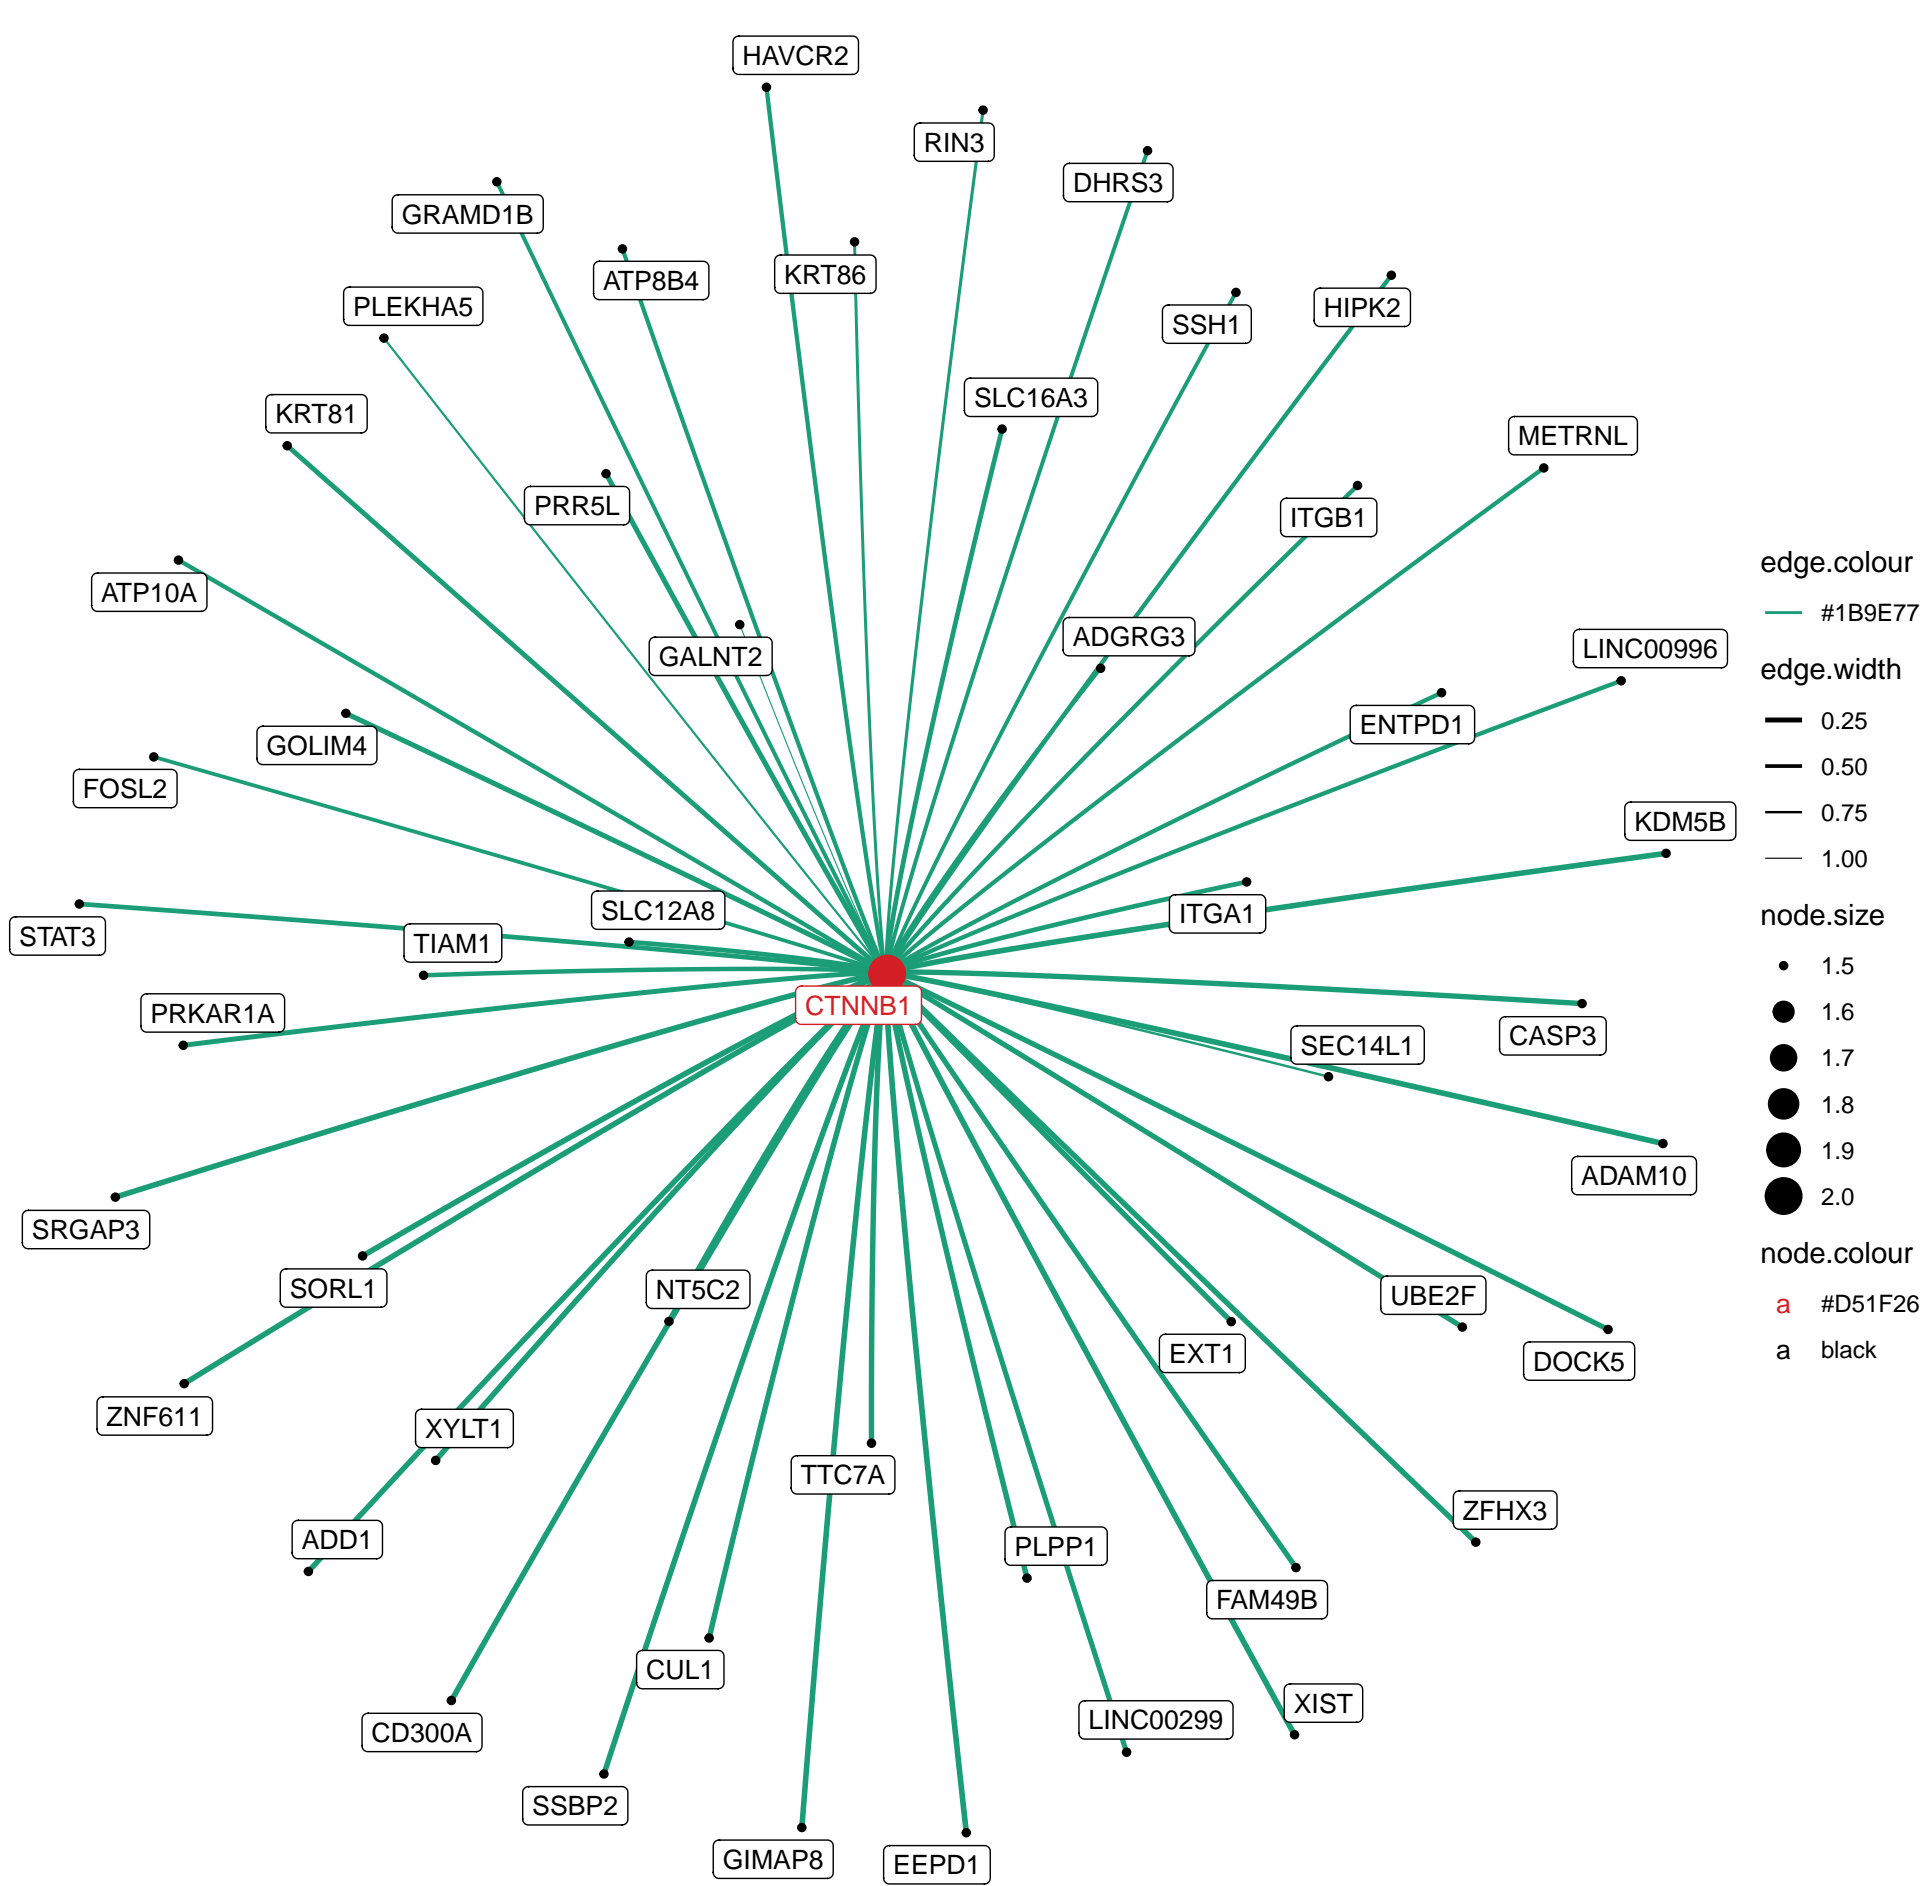 HAVCR2
RIN3
DHRS3
GRAMD1B
ATP8B4
KRT86
PLEKHA5
SSH1
HIPK2
KRT81
SLC16A3
METRNL
PRR5L
ITGB1
ATP10A
GALNT2
ADGRG3
LINC00996
GOLIM4
ENTPD1
FOSL2
KDM5B
SLC12A8
ITGA1
STAT3
TIAM1
PRKAR1A
CTNNB1
SEC14L1
CASP3
ADAM10
SRGAP3
SORL1
NT5C2
UBE2F
EXT1
DOCK5
ZNF611
XYLT1
TTC7A
ZFHX3
ADD1
PLPP1
FAM49B
CUL1
CD300A
LINC00299
XIST
SSBP2
GIMAP8
EEPD1
edge.colour
#1B9E77
edge.width
0.25
0.50
0.75
1.00
node.size
1.5
1.6
1.7
1.8
1.9
2.0
node.colour
a #D51F26
a black